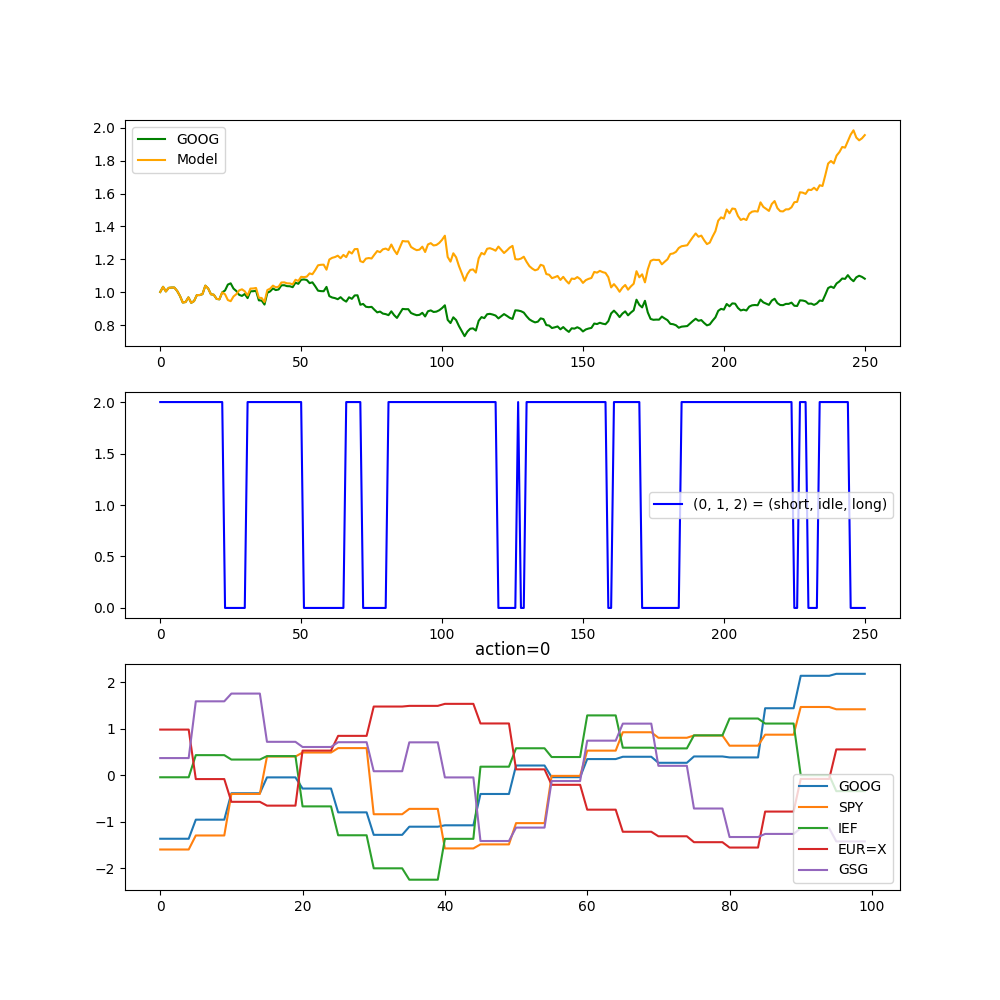 2.0
1.8
1.6
1.4
1.2
1.0
0.8
GOOG
Model
0 50 100 150 200 250
2.0
1.5
1.0
0.5
0.0
(0, 1, 2) = (short, idle, long)
0 50 100 150 200 250
action=0
2
1
0
−1
−2
GOOG
SPY
IEF
EUR=X
GSG
0 20 40 60 80 100